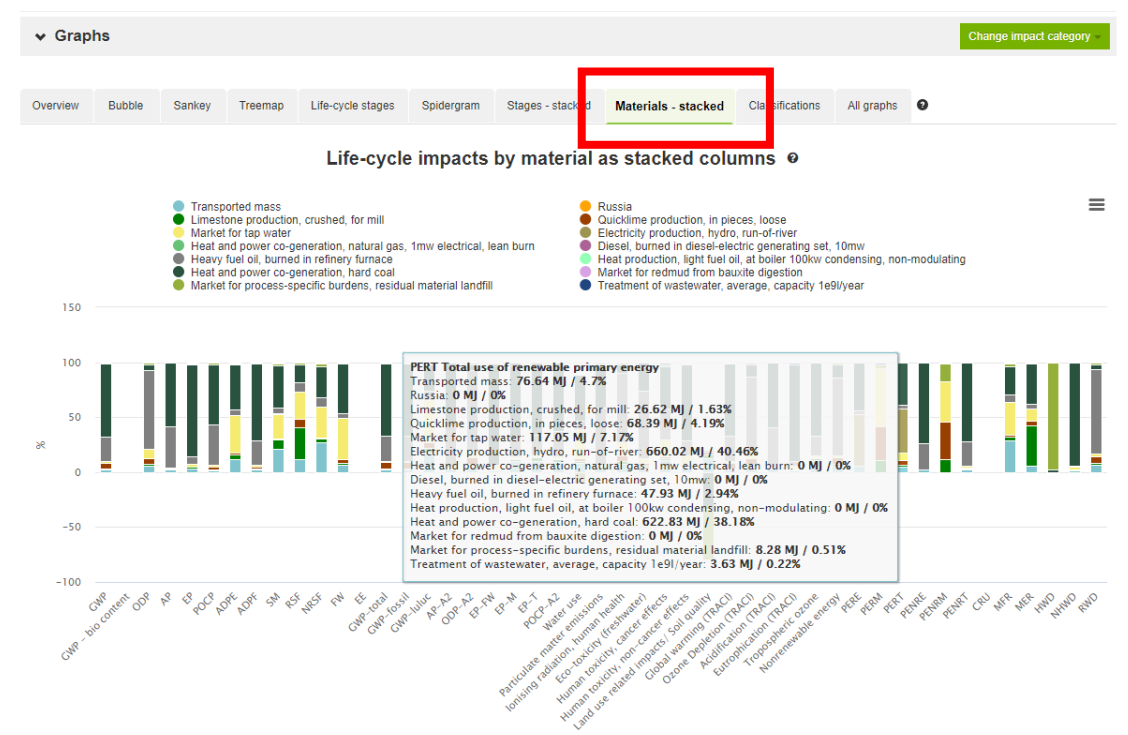 Graphs
Change impact category
Overview Bubble Sankey Treemap Life-cycle stages Spidergram Stages - stacked Materials - stacked Classifications All graphs
Life-cycle impacts by material as stacked columns
Transported mass
Limestone production, crushed, for mill
Market for tap water
Heat and power co-generation, natural gas, 1mw electrical, lean burn
Heavy fuel oil, burned in refinery furnace
Heat and power co-generation, hard coal
Market for process-specific burdens, residual material landfill
Russia
Quicklime production, in pieces, loose
Electricity production, hydro, run-of-river
Diesel, burned in diesel-electric generating set, 10mw
Heat production, light fuel oil, at boiler 100kw condensing, non-modulating
Market for redmud from bauxite digestion
Treatment of wastewater, average, capacity 1e9l/year
150
100
50
0
-50
-100
%
PERT Total use of renewable primary energy
Transported mass: 76.64 MJ / 4.7%
Russia: 0 MJ / 0%
Limestone production, crushed, for mill: 26.62 MJ / 1.63%
Quicklime production, in pieces, loose: 68.39 MJ / 4.19%
Market for tap water: 117.05 MJ / 7.17%
Electricity production, hydro, run-of-river: 660.02 MJ / 40.46%
Heat and power co-generation, natural gas, 1mw electrical, lean burn: 0 MJ / 0%
Diesel, burned in diesel-electric generating set, 10mw: 0 MJ / 0%
Heavy fuel oil, burned in refinery furnace: 47.93 MJ / 2.94%
Heat production, light fuel oil, at boiler 100kw condensing, non-modulating: 0 MJ / 0%
Heat and power co-generation, hard coal: 622.83 MJ / 38.18%
Market for redmud from bauxite digestion: 0 MJ / 0%
Market for process-specific burdens, residual material landfill: 8.28 MJ / 0.51%
Treatment of wastewater, average, capacity 1e9l/year: 3.63 MJ / 0.22%
GWP
GWP - bio content
ODP
AP
EP
POCP
ADPE
ADPF
SM
RSF
NRSF
FW
EE
GWP-total
GWP-fossil
GWP-luluc
AP-A2
ODP-A2
EP-FW
EP-M
EP-T
POCP-A2
Water use
Particulate matter emissions
Ionising radiation, human health
Eco-toxicity (freshwater)
Human toxicity, cancer effects
Human toxicity, non-cancer effects
Land use related impacts/ Soil quality
Global warming (TRACI)
Ozone Depletion (TRACI)
Acidification (TRACI)
Eutrophication (TRACI)
Tropospheric ozone
Nonrenewable energy
PERE
PERM
PERT
PENRE
PENRM
PENRT
CRU
MFR
MER
HWD
NHWD
RWD